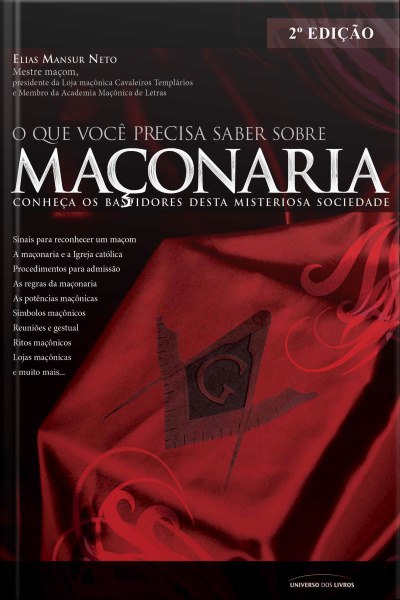 2º EDIÇÃO
ELIAS MANSUR NETO
Mestre maçom,
presidente da Loja maçônica Cavaleiros Templários
e Membro da Academia Maçônica de Letras
O QUE VOCÊ PRECISA SABER SOBRE
MAÇONARIA
CONHEÇA OS BASTIDORES DESTA MISTERIOSA SOCIEDADE
Sinais para reconhecer um maçom
A maçonaria e a Igreja católica
Procedimentos para admissão
As regras da maçonaria
As potências maçônicas
Símbolos maçônicos
Reuniões e gestual
Ritos maçônicos
Lojas maçônicas
e muito mais...
G
UNIVERSO DOS LIVROS